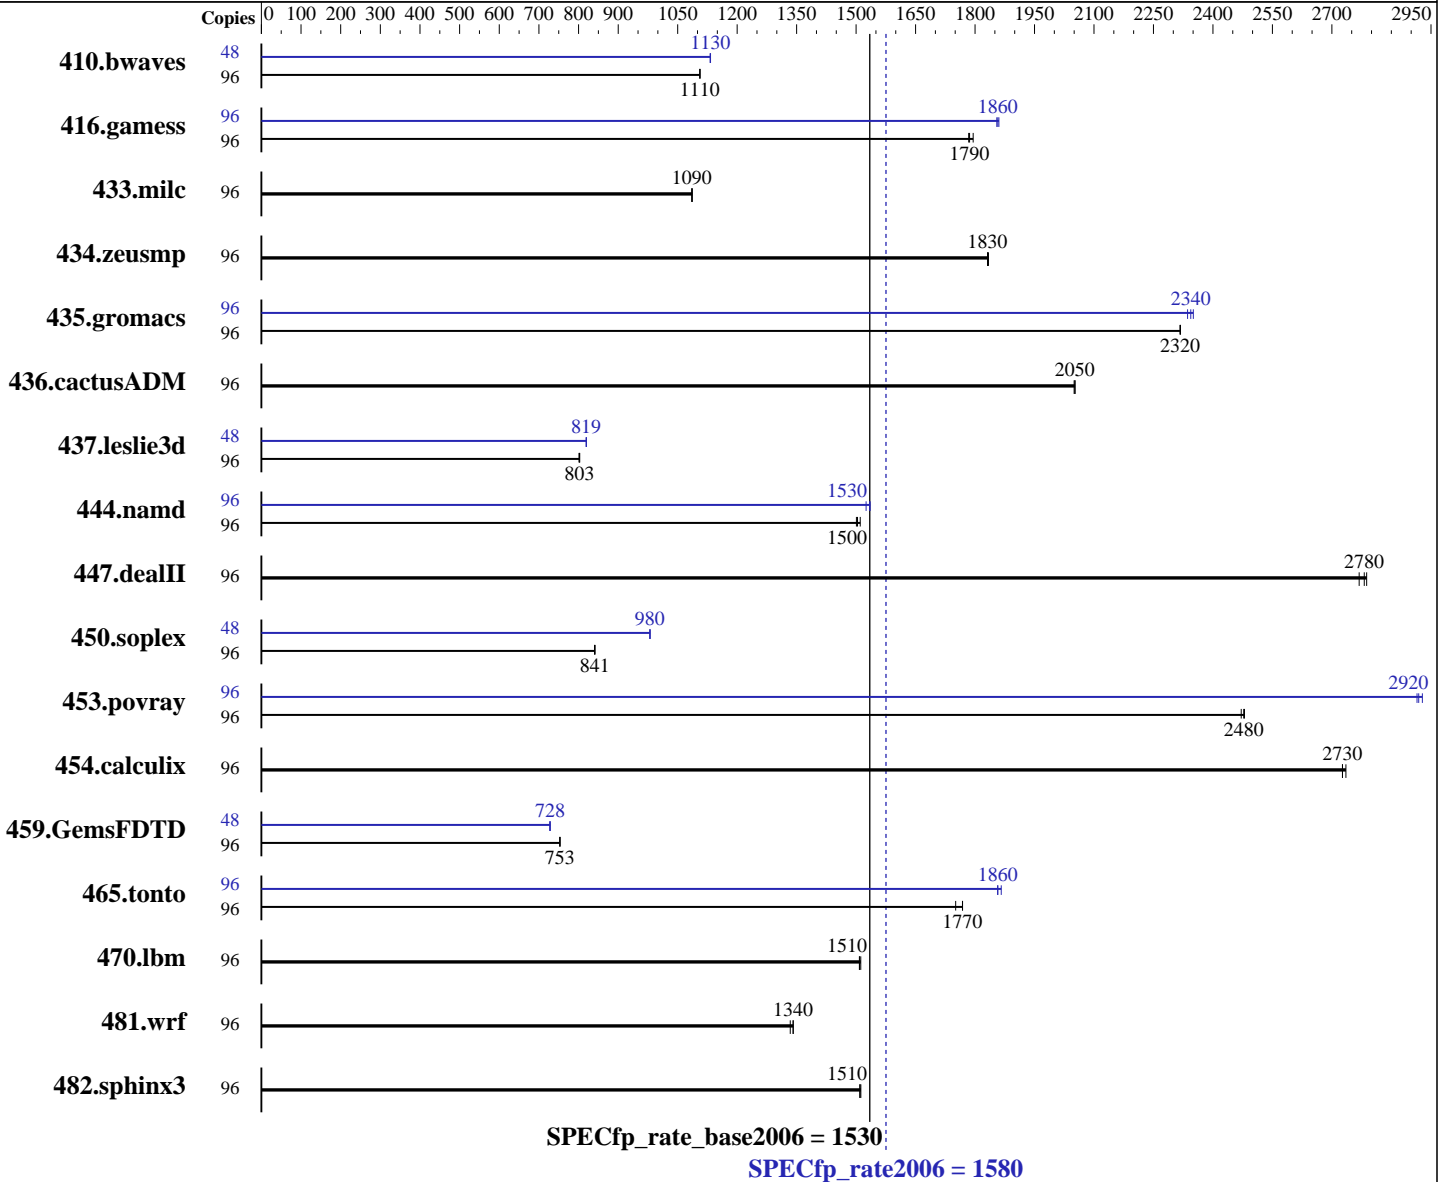 Copies 0 100 200 300 400 500 600 700 800 900 1050 1200 1350 1500 1650 1800 1950 2100 2250 2400 2550 2700 2950
410.bwaves 48 1130
96 1110
416.gamess 96 1860
96 1790
433.milc 96 1090
434.zeusmp 96 1830
435.gromacs 96 2340
96 2320
436.cactusADM 96 2050
437.leslie3d 48 819
96 803
444.namd 96 1530
96 1500
447.dealII 96 2780
450.soplex 48 980
96 841
453.povray 96 2920
96 2480
454.calculix 96 2730
459.GemsFDTD 48 728
96 753
465.tonto 96 1860
96 1770
470.lbm 96 1510
481.wrf 96 1340
482.sphinx3 96 1510
SPECfp_rate_base2006 = 1530
SPECfp_rate2006 = 1580